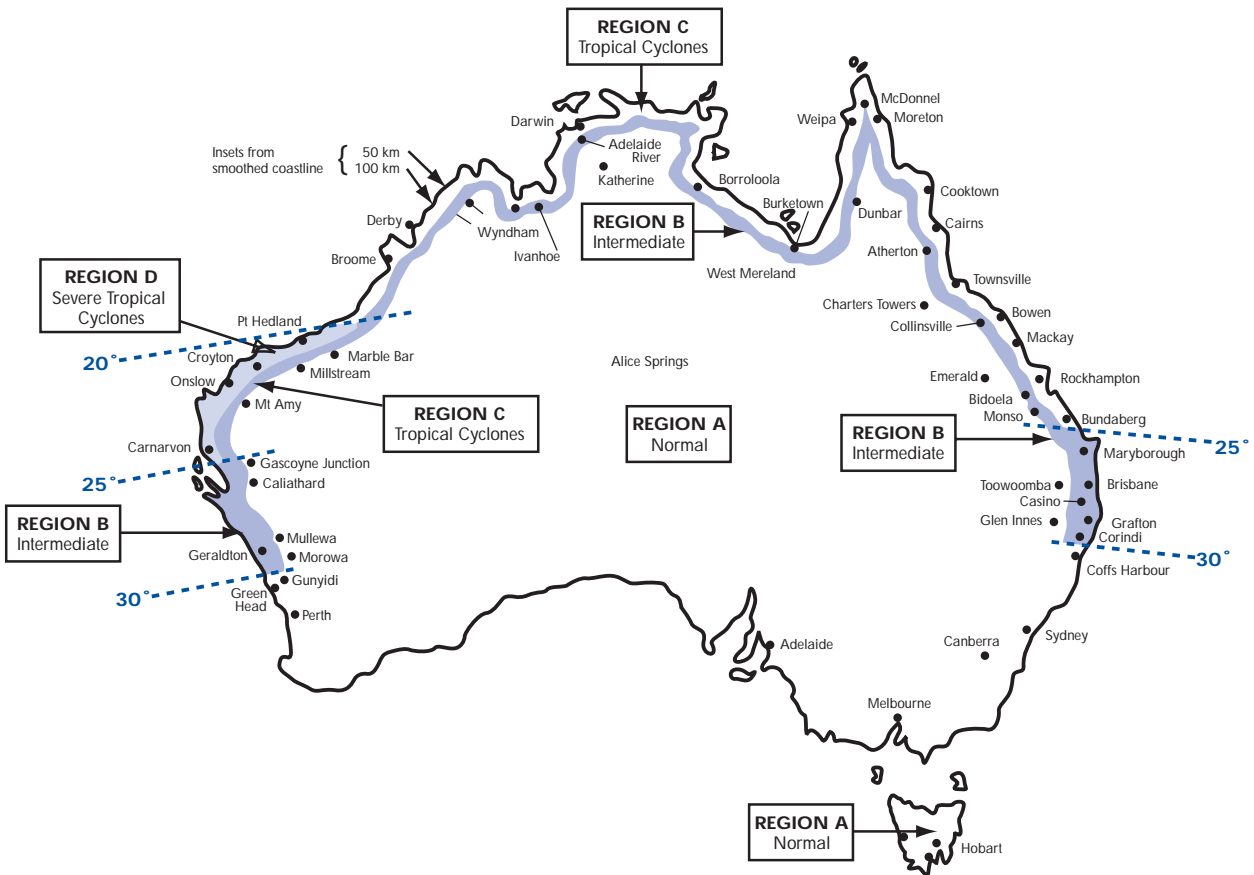 REGION C
Tropical Cyclones
McDonnel
Moreton
Weipa
Darwin
Adelaide
River
Katherine
Insets from
smoothed coastline
{
50 km
100 km
Borroloola
Burketown
Cooktown
Cairns
Dunbar
Derby
Wyndham
Ivanhoe
REGION B
Intermediate
West Mereland
Atherton
Broome
REGION D
Severe Tropical
Cyclones
Townsville
Charters Towers
Collinsville
Bowen
Mackay
Pt Hedland
20°
Croyton
Marble Bar
Millstream
Onslow
Mt Amy
Alice Springs
Emerald
Rockhampton
Bidoela
Monso
Bundaberg
REGION C
Tropical Cyclones
REGION A
Normal
REGION B
Intermediate
25°
Carnarvon
Gascoyne Junction
Caliathard
25°
Maryborough
Toowoomba
Brisbane
Casino
Glen Innes
Grafton
Corindi
REGION B
Intermediate
Mullewa
Geraldton
Morowa
30°
Coffs Harbour
Gunyidi
Green
Head
30°
Perth
Adelaide
Canberra
Sydney
Melbourne
REGION A
Normal
Hobart